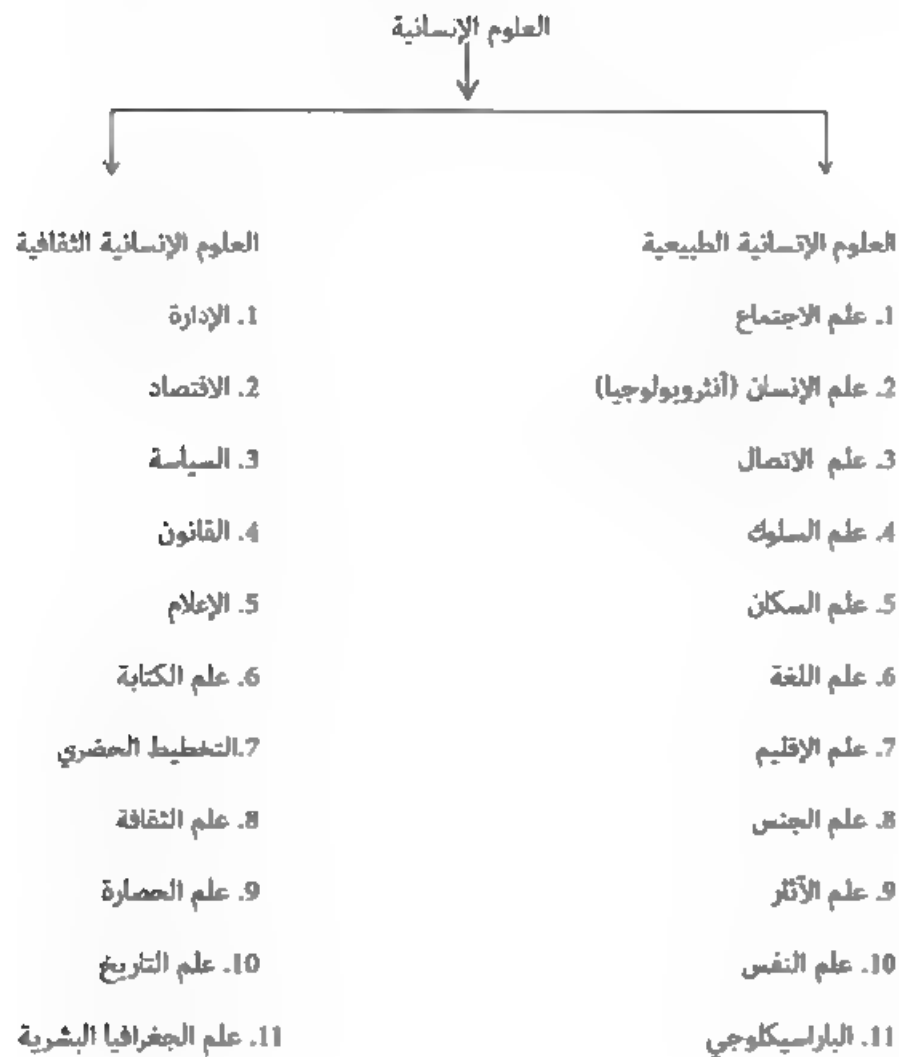 العلوم الإنسانية
العلوم الإنسانية الطبيعية
1. علم الاجتماع
2. علم الإنسان (أنثروبولوجيا)
3. علم الاتصال
4. علم السلوك
5. علم السكان
6. علم اللغة
7. علم الإقليم
8. علم الجنس
9. علم الآثار
10. علم النفس
11. الباراسيكلوجي
العلوم الإنسانية الثقافية
1. الإدارة
2. الاقتصاد
3. السياسة
4. القانون
5. الإعلام
6. علم الكتابة
7.التخطيط الحضري
8. علم الثقافة
9. علم الحضارة
10. علم التاريخ
11. علم الجغرافيا البشرية